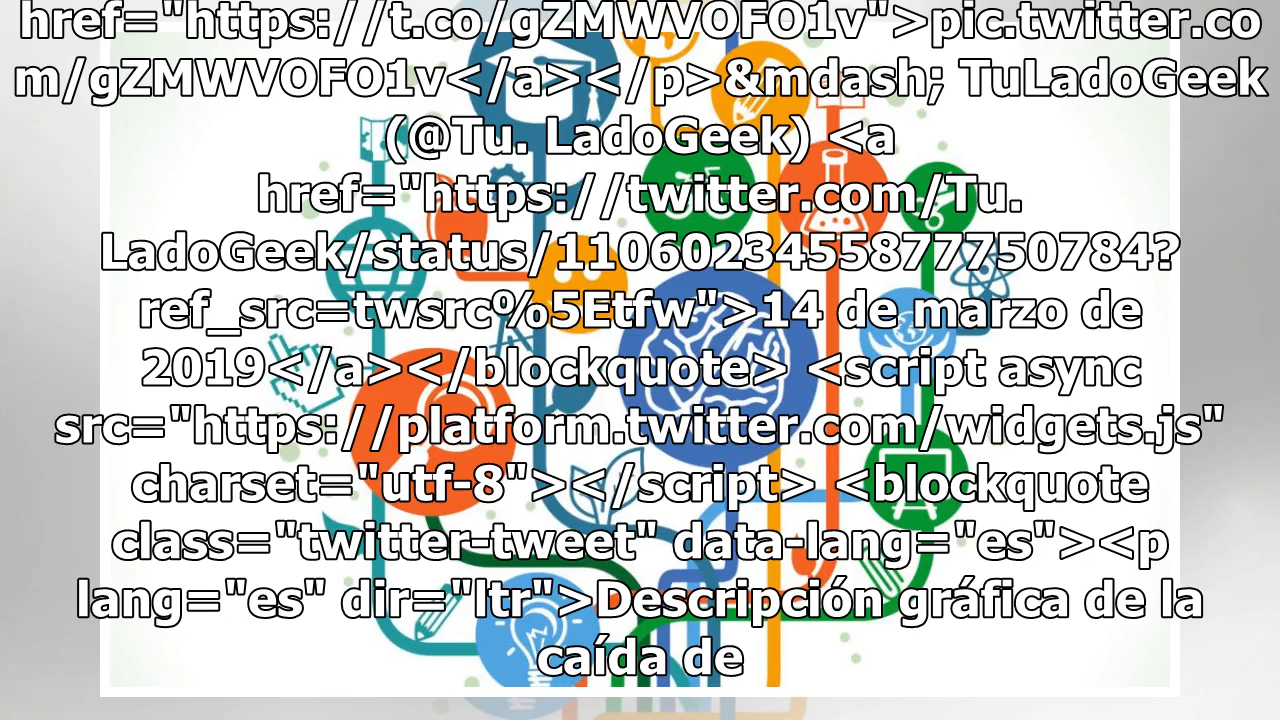 href="https://t.co/gZMWVOFO1v">pic.twitter.co
m/gZMWVOFO1v</a></p>&mdash; TuLadoGeek
(@Tu. LadoGeek) <a
href="https://twitter.com/Tu.
LadoGeek/status/1106023455877750784?
ref_src=twsrc%5Etfw">14 de marzo de
2019</a></blockquote> <script async
src="https://platform.twitter.com/widgets.js"
charset="utf-8"></script> <blockquote
class="twitter-tweet" data-lang="es"><p
lang="es" dir="ltr">Descripción gráfica de la
caída de